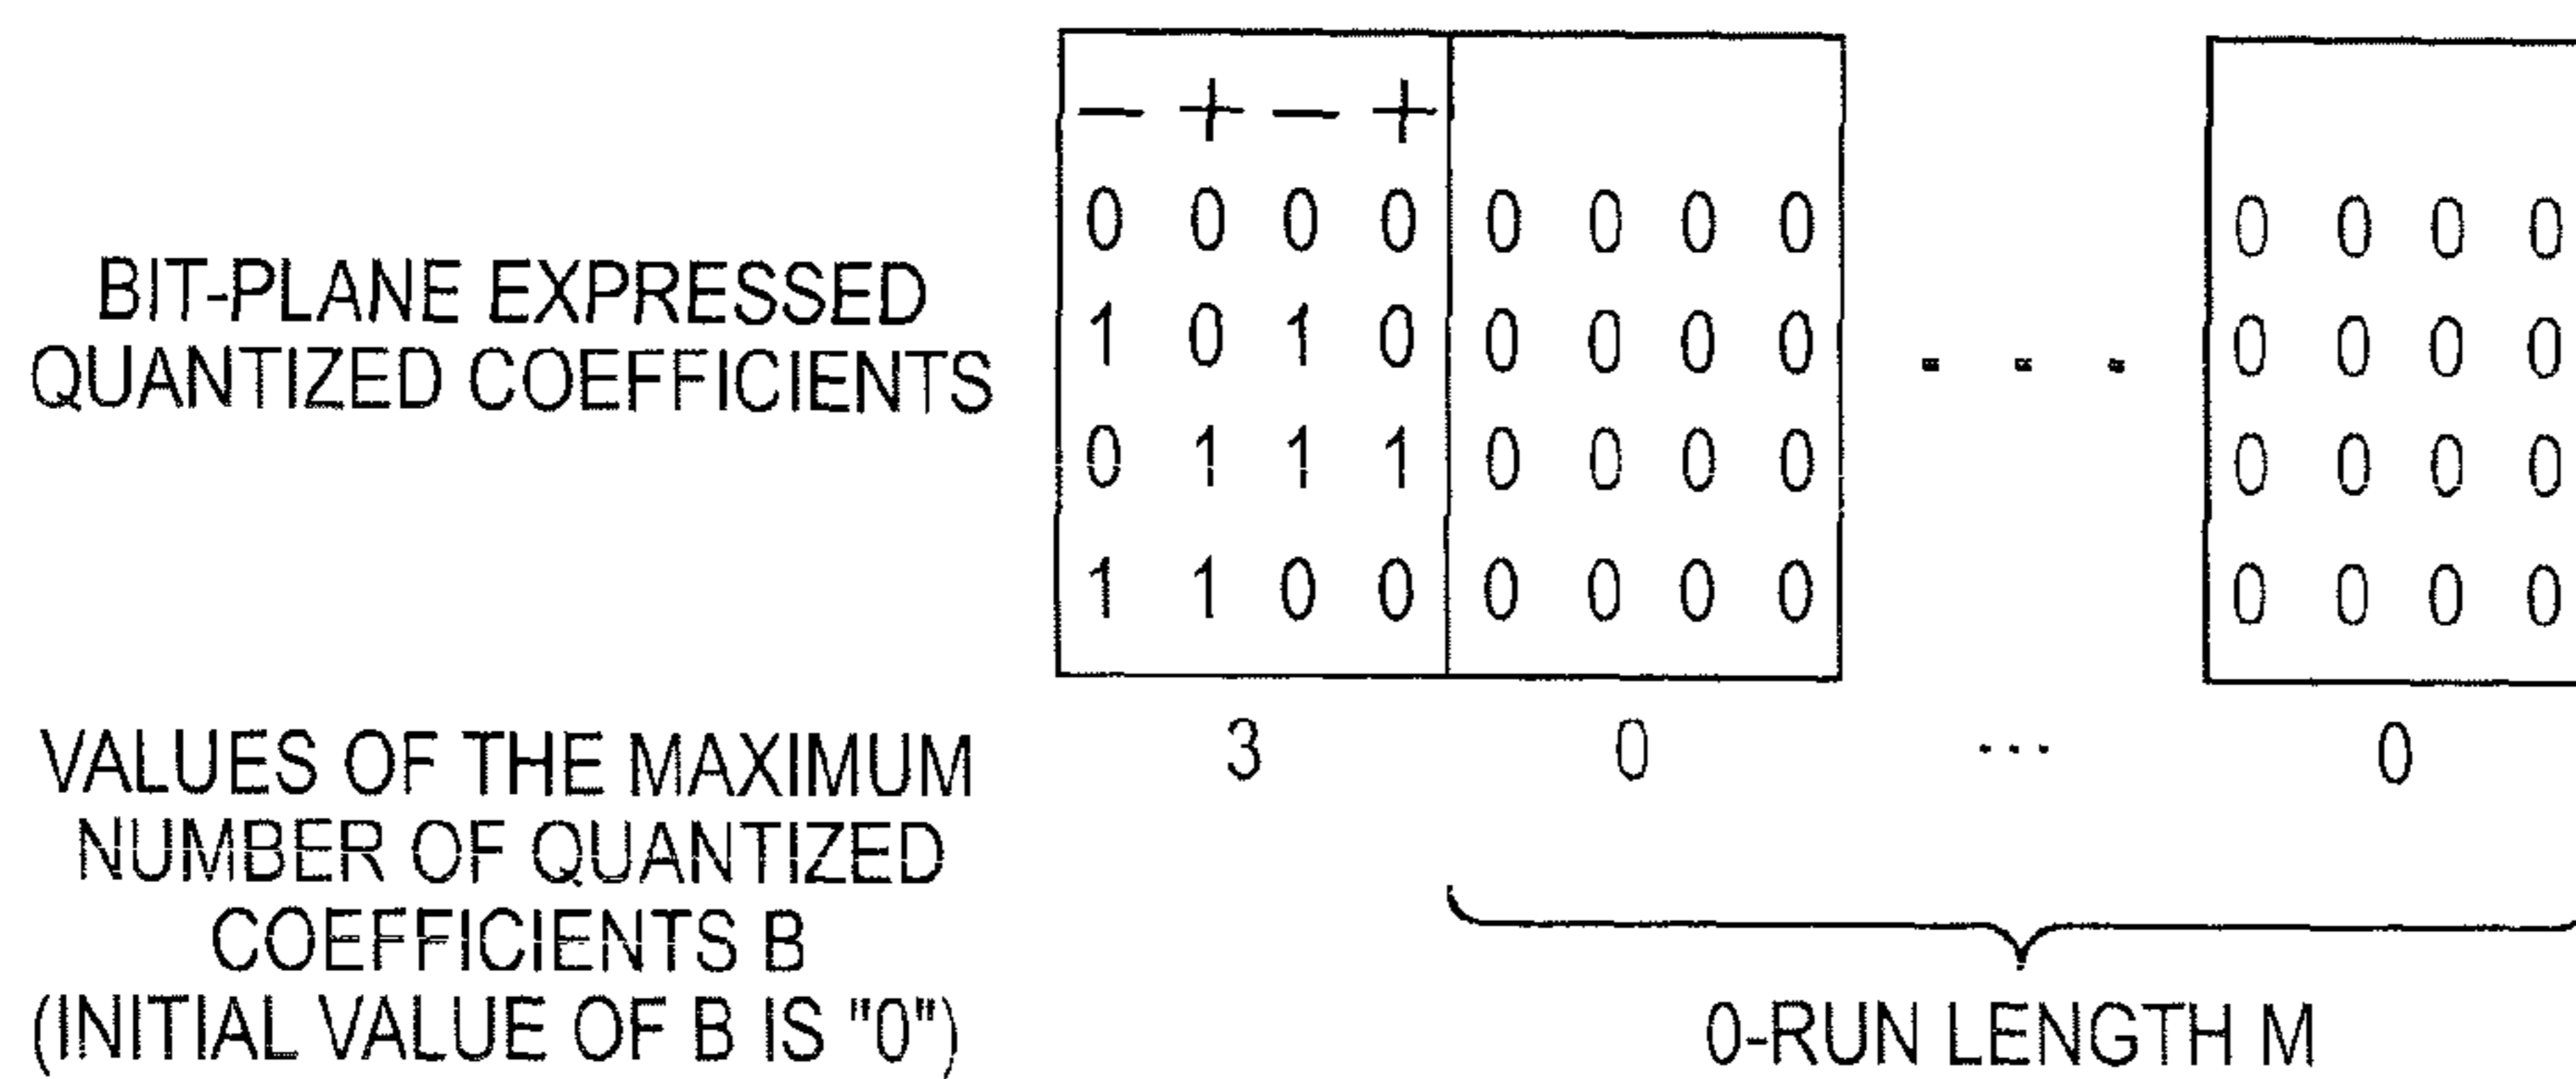 — + — +
0 0 0 0 0 0 0 0 0 0 0 0
BIT-PLANE EXPRESSED
QUANTIZED COEFFICIENTS
1 0 1 0 0 0 0 0 . . . 0 0 0 0
0 1 1 1 0 0 0 0 0 0 0 0
1 1 0 0 0 0 0 0 0 0 0 0
VALUES OF THE MAXIMUM
NUMBER OF QUANTIZED
COEFFICIENTS B
(INITIAL VALUE OF B IS "0")
3 0 ... 0
0-RUN LENGTH M